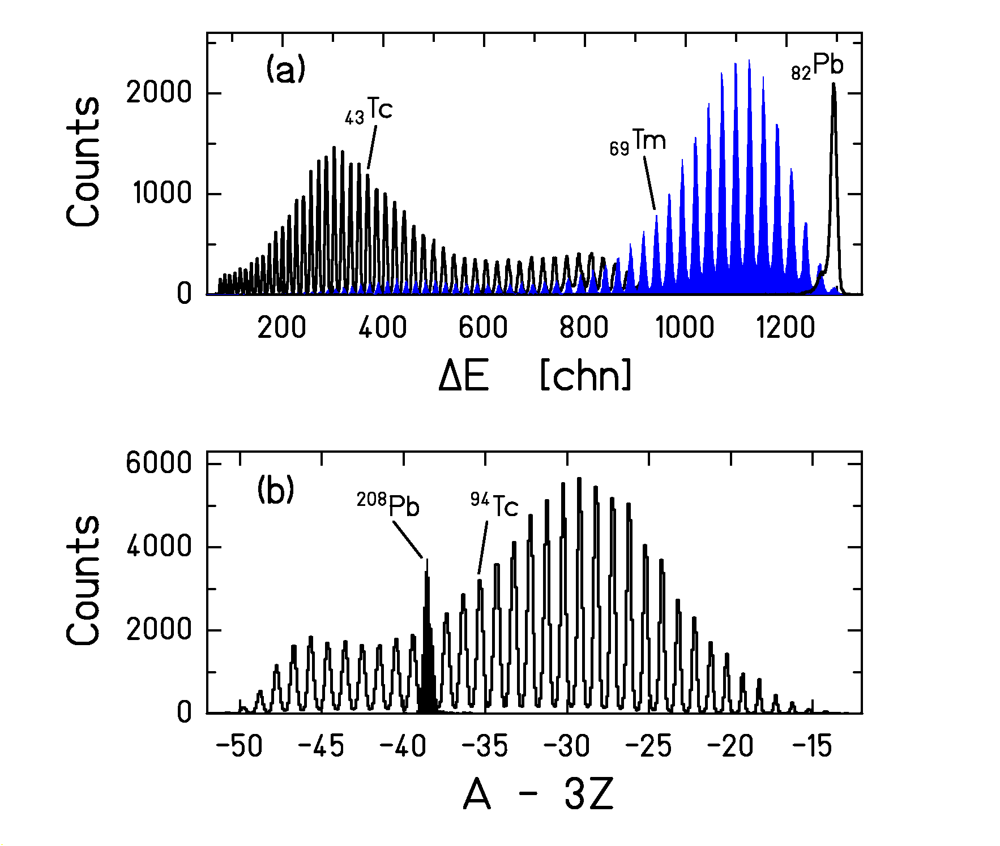 (a)
₈₂Pb
₄₃Tc
₆₉Tm
Counts
2000
1000
0
200 400 600 800 1000 1200
ΔE [chn]
(b)
²⁰⁸Pb
⁹⁴Tc
Counts
6000
4000
2000
0
-50 -45 -40 -35 -30 -25 -20 -15
A - 3Z